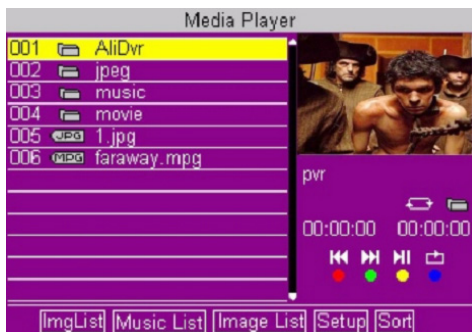 Media Player
001 AliDvr
002 jpeg
003 music
004 movie
005 JPG 1.jpg
006 MPG faraway.mpg
pvr
00:00:00 00:00:00
ImgList Music List Image List Setup Sort